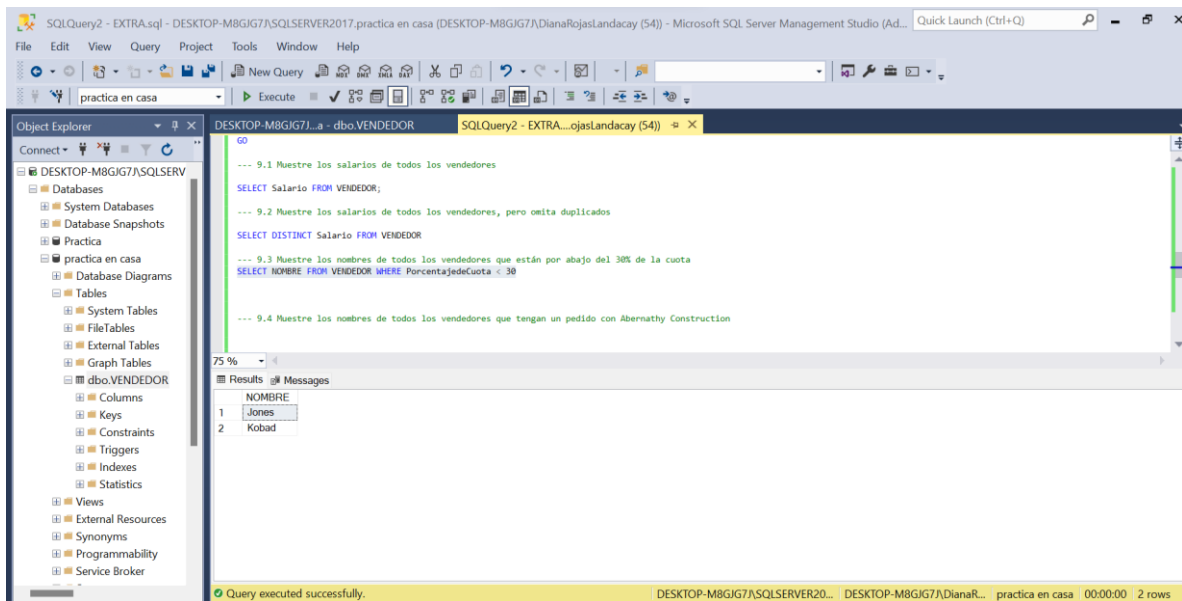 SQLQuery2 - EXTRA.sql - DESKTOP-M8GJG7J\SQLSERVER2017.practica en casa (DESKTOP-M8GJG7J\DianaRojasLandacay (54)) - Microsoft SQL Server Management Studio (Ad...
Quick Launch (Ctrl+Q)
File Edit View Query Project Tools Window Help
New Query
practica en casa
Execute
Object Explorer
DESKTOP-M8GJG7J...a - dbo.VENDEDOR
SQLQuery2 - EXTRA....ojasLandacay (54))
Connect
DESKTOP-M8GJG7J\SQLSERV
Databases
System Databases
Database Snapshots
Practica
practica en casa
Database Diagrams
Tables
System Tables
FileTables
External Tables
Graph Tables
dbo.VENDEDOR
Columns
Keys
Constraints
Triggers
Indexes
Statistics
Views
External Resources
Synonyms
Programmability
Service Broker
GO
--- 9.1 Muestre los salarios de todos los vendedores
SELECT Salario FROM VENDEDOR;
--- 9.2 Muestre los salarios de todos los vendedores, pero omita duplicados
SELECT DISTINCT Salario FROM VENDEDOR
--- 9.3 Muestre los nombres de todos los vendedores que están por abajo del 30% de la cuota
SELECT NOMBRE FROM VENDEDOR WHERE PorcentajedeCuota < 30
--- 9.4 Muestre los nombres de todos los vendedores que tengan un pedido con Abernathy Construction
75 %
Results Messages
NOMBRE
1 Jones
2 Kobad
Query executed successfully.
DESKTOP-M8GJG7J\SQLSERVER20... DESKTOP-M8GJG7J\DianaR... practica en casa 00:00:00 2 rows